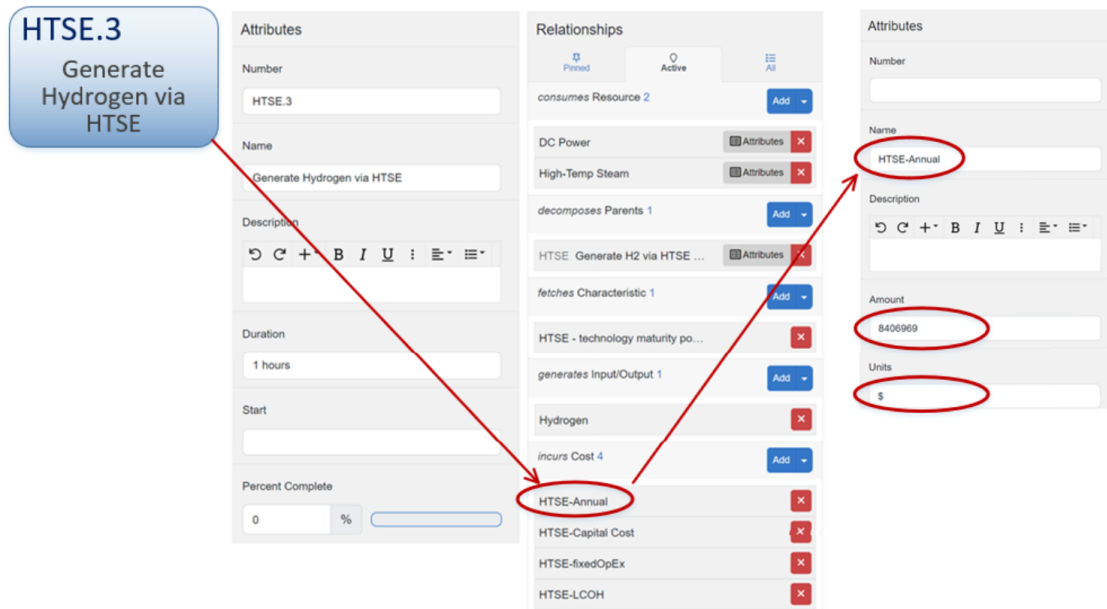 HTSE.3
Generate
Hydrogen via
HTSE
Attributes
Number
HTSE.3
Name
Generate Hydrogen via HTSE
Description
B I U
Duration
1 hours
Start
Percent Complete
0 %
Relationships
Pinned Active All
consumes Resource 2 Add
DC Power Attributes
High-Temp Steam Attributes
decomposes Parents 1 Add
HTSE Generate H2 via HTSE ... Attributes
fetches Characteristic 1 Add
HTSE - technology maturity po...
generates Input/Output 1 Add
Hydrogen
incurs Cost 4 Add
HTSE-Annual
HTSE-Capital Cost
HTSE-fixedOpEx
HTSE-LCOH
Attributes
Number
Name
HTSE-Annual
Description
B I U
Amount
8406969
Units
$